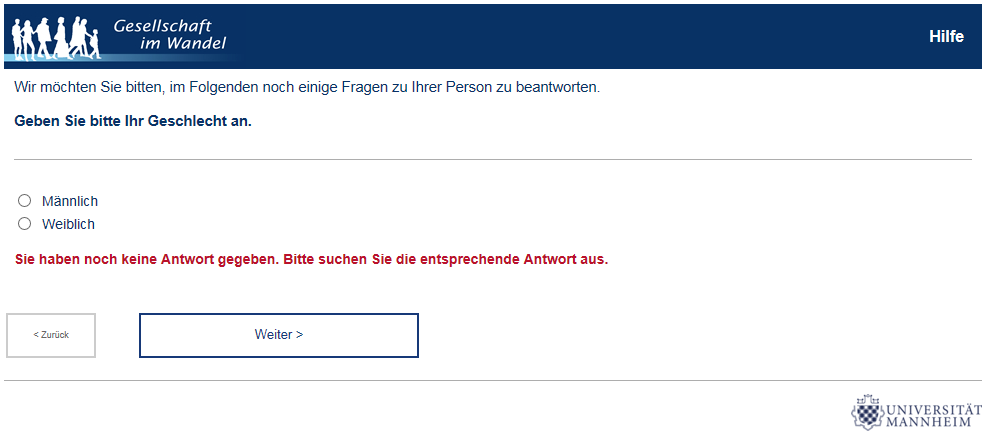 Gesellschaft
im Wandel
Hilfe
Wir möchten Sie bitten, im Folgenden noch einige Fragen zu Ihrer Person zu beantworten.
Geben Sie bitte Ihr Geschlecht an.
Männlich
Weiblich
Sie haben noch keine Antwort gegeben. Bitte suchen Sie die entsprechende Antwort aus.
< Zurück
Weiter >
UNIVERSITÄT
MANNHEIM